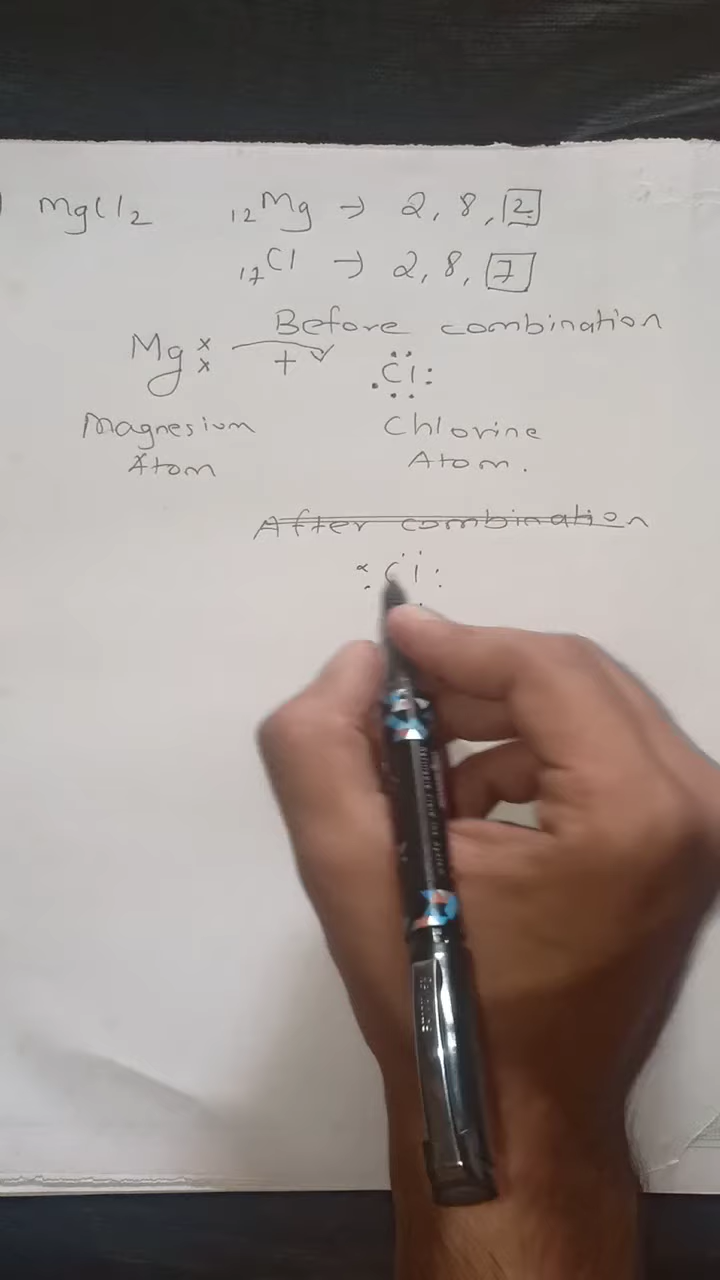 MgCl2 12Mg → 2, 8, 2
17Cl → 2, 8, 7
Before combination
Mg xx + Cl
Magnesium Chlorine
Atom Atom.
After combination
Cl